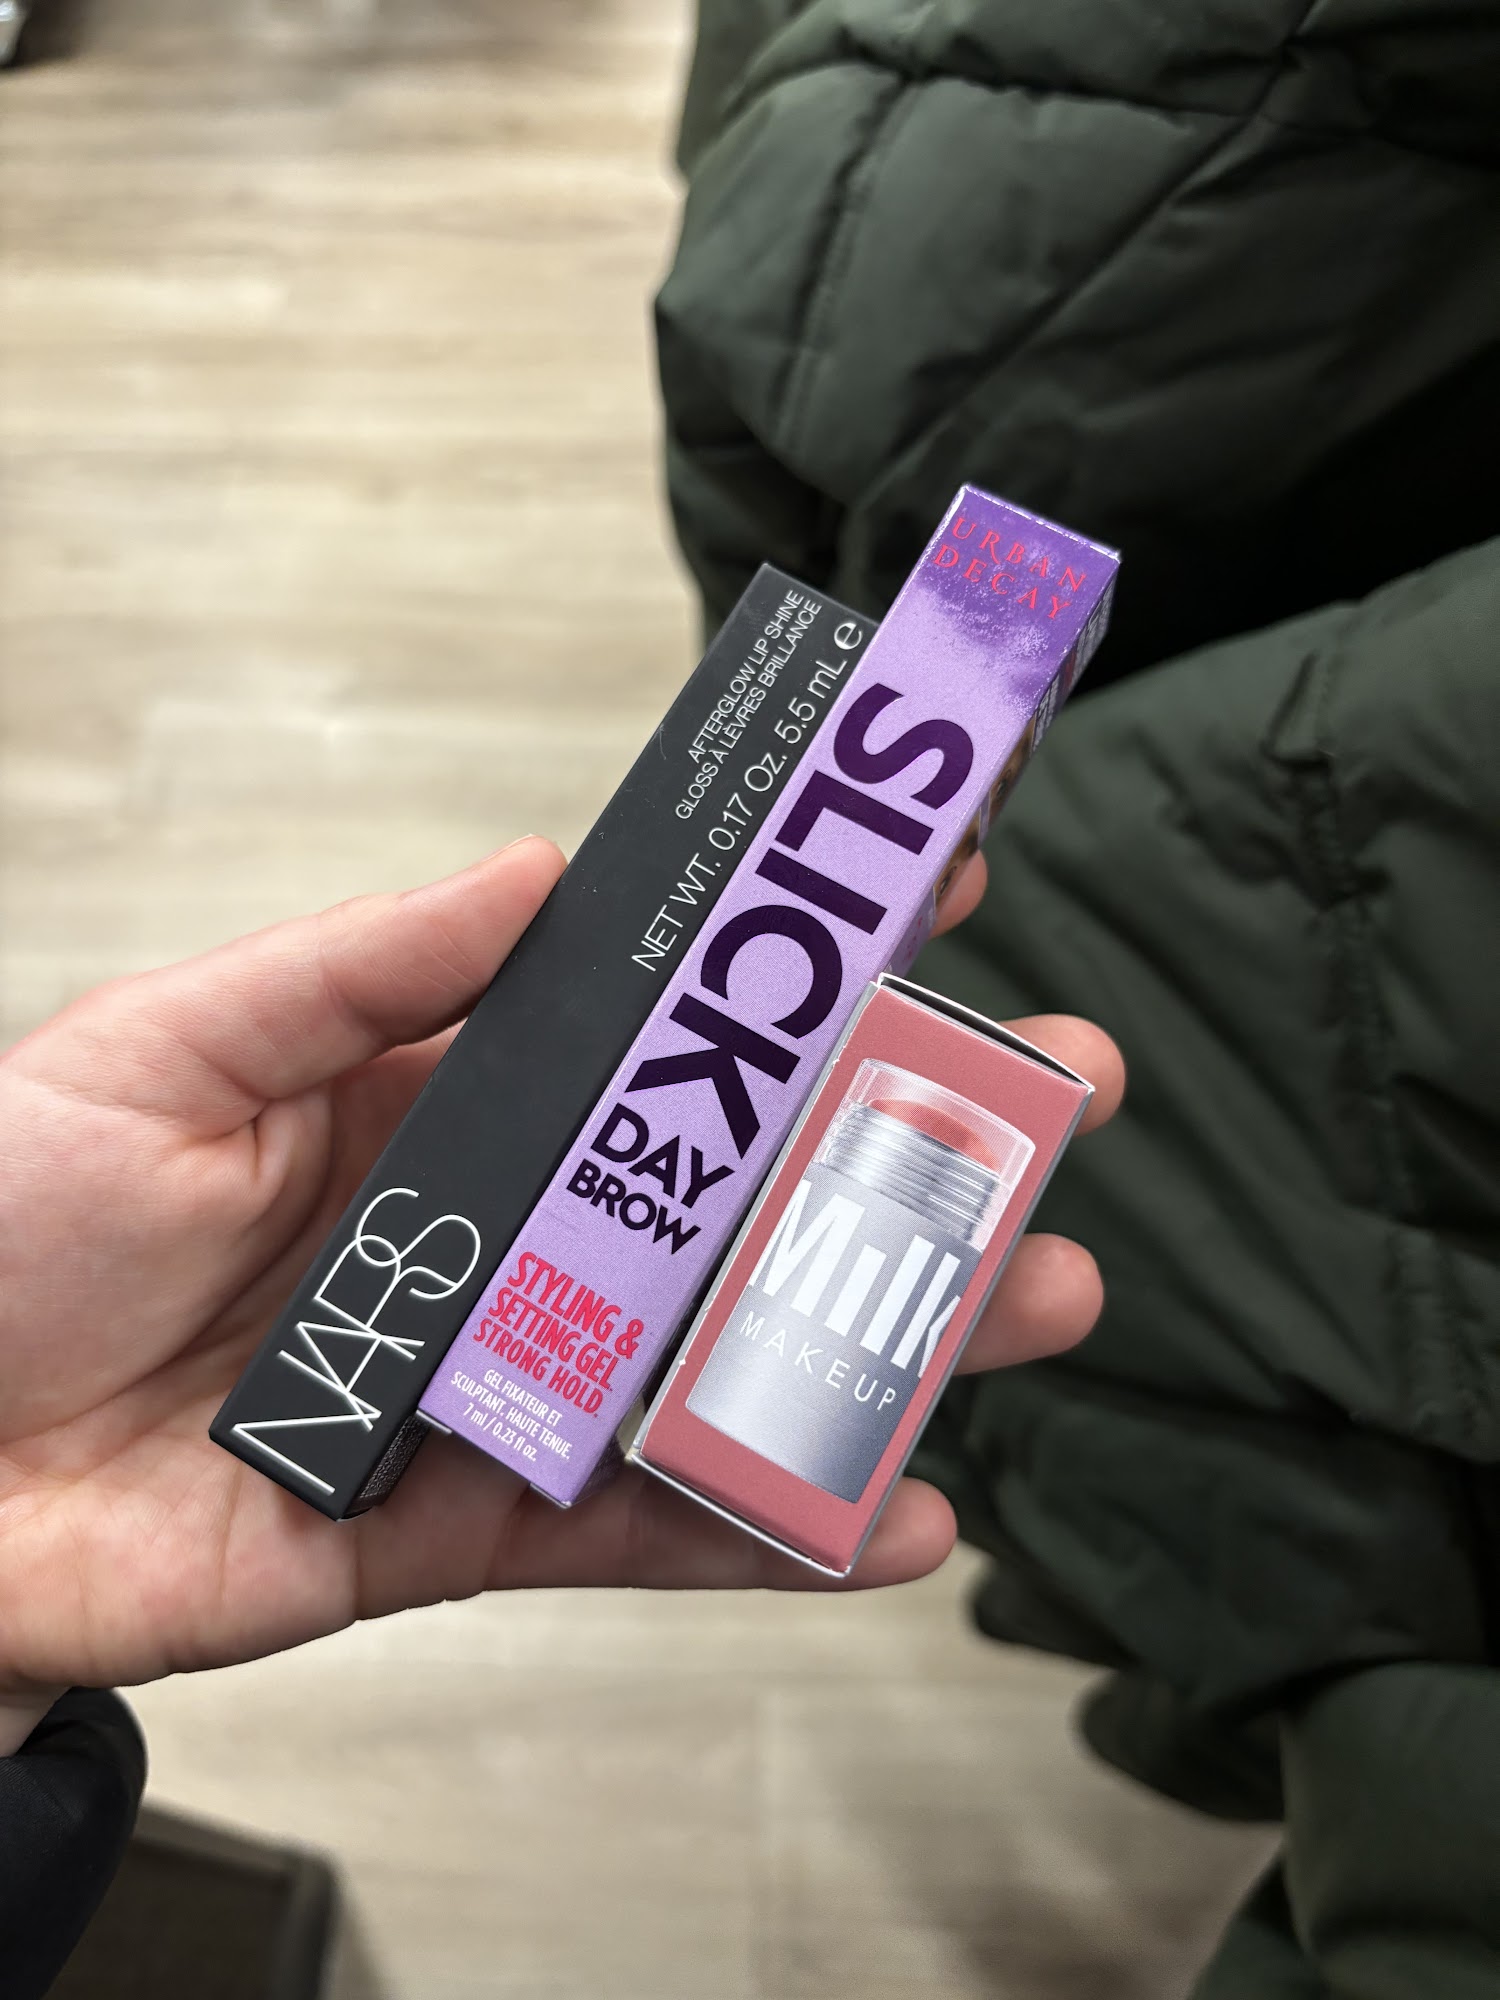 NARS
AFTERGLOW LIP SHINE
GLOSS À LÈVRES BRILLANCE
NET WT. 0.17 Oz. 5.5 mL e
URBAN
DECAY
SLICK
DAY
BROW
STYLING &
SETTING GEL.
STRONG HOLD.
GEL FIXATEUR ET
SCULPTANT. HAUTE TENUE.
7 ml / 0.23 fl oz.
Milk
MAKEUP